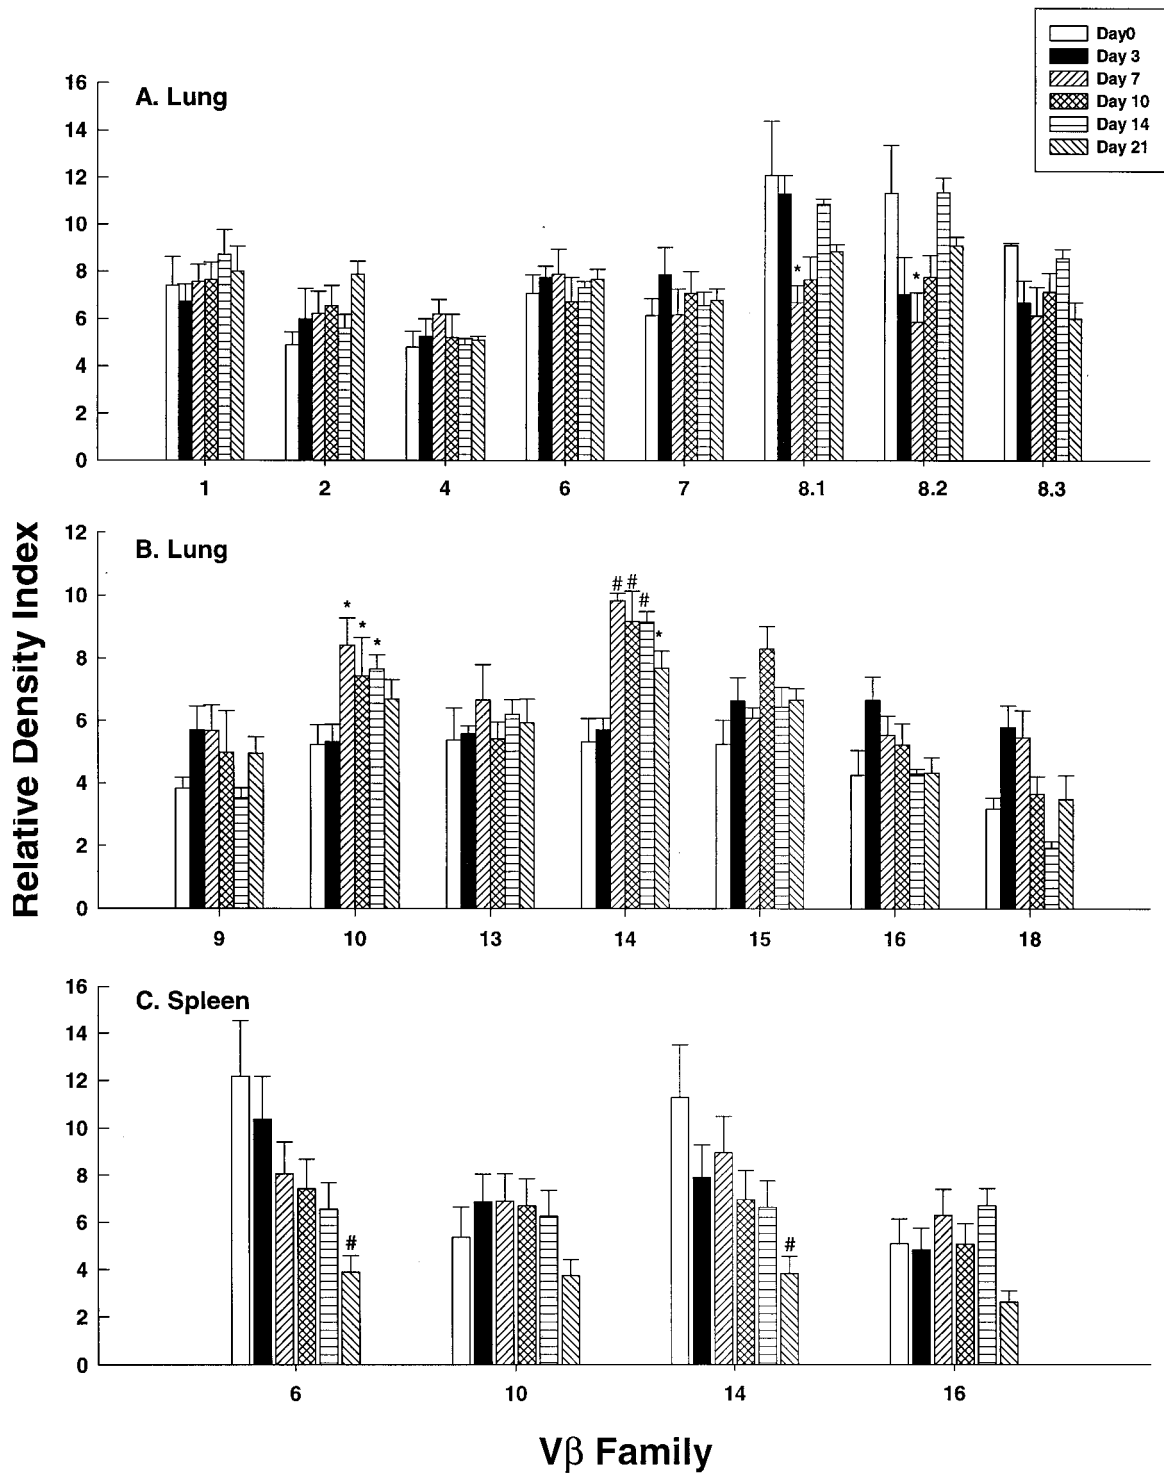 Day0
Day 3
Day 7
Day 10
Day 14
Day 21
A. Lung
16
14
12
10
8
6
4
2
0
* *
1 2 4 6 7 8.1 8.2 8.3
Relative Density Index
B. Lung
12
10
8
6
4
2
0
* * * # # # *
9 10 13 14 15 16 18
C. Spleen
16
14
12
10
8
6
4
2
0
# #
6 10 14 16
Vβ Family